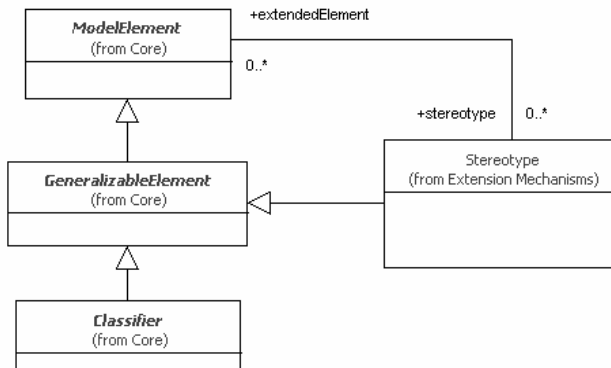 ModelElement
(from Core)
+extendedElement
0..*
+stereotype
0..*
Stereotype
(from Extension Mechanisms)
GeneralizableElement
(from Core)
Classifier
(from Core)